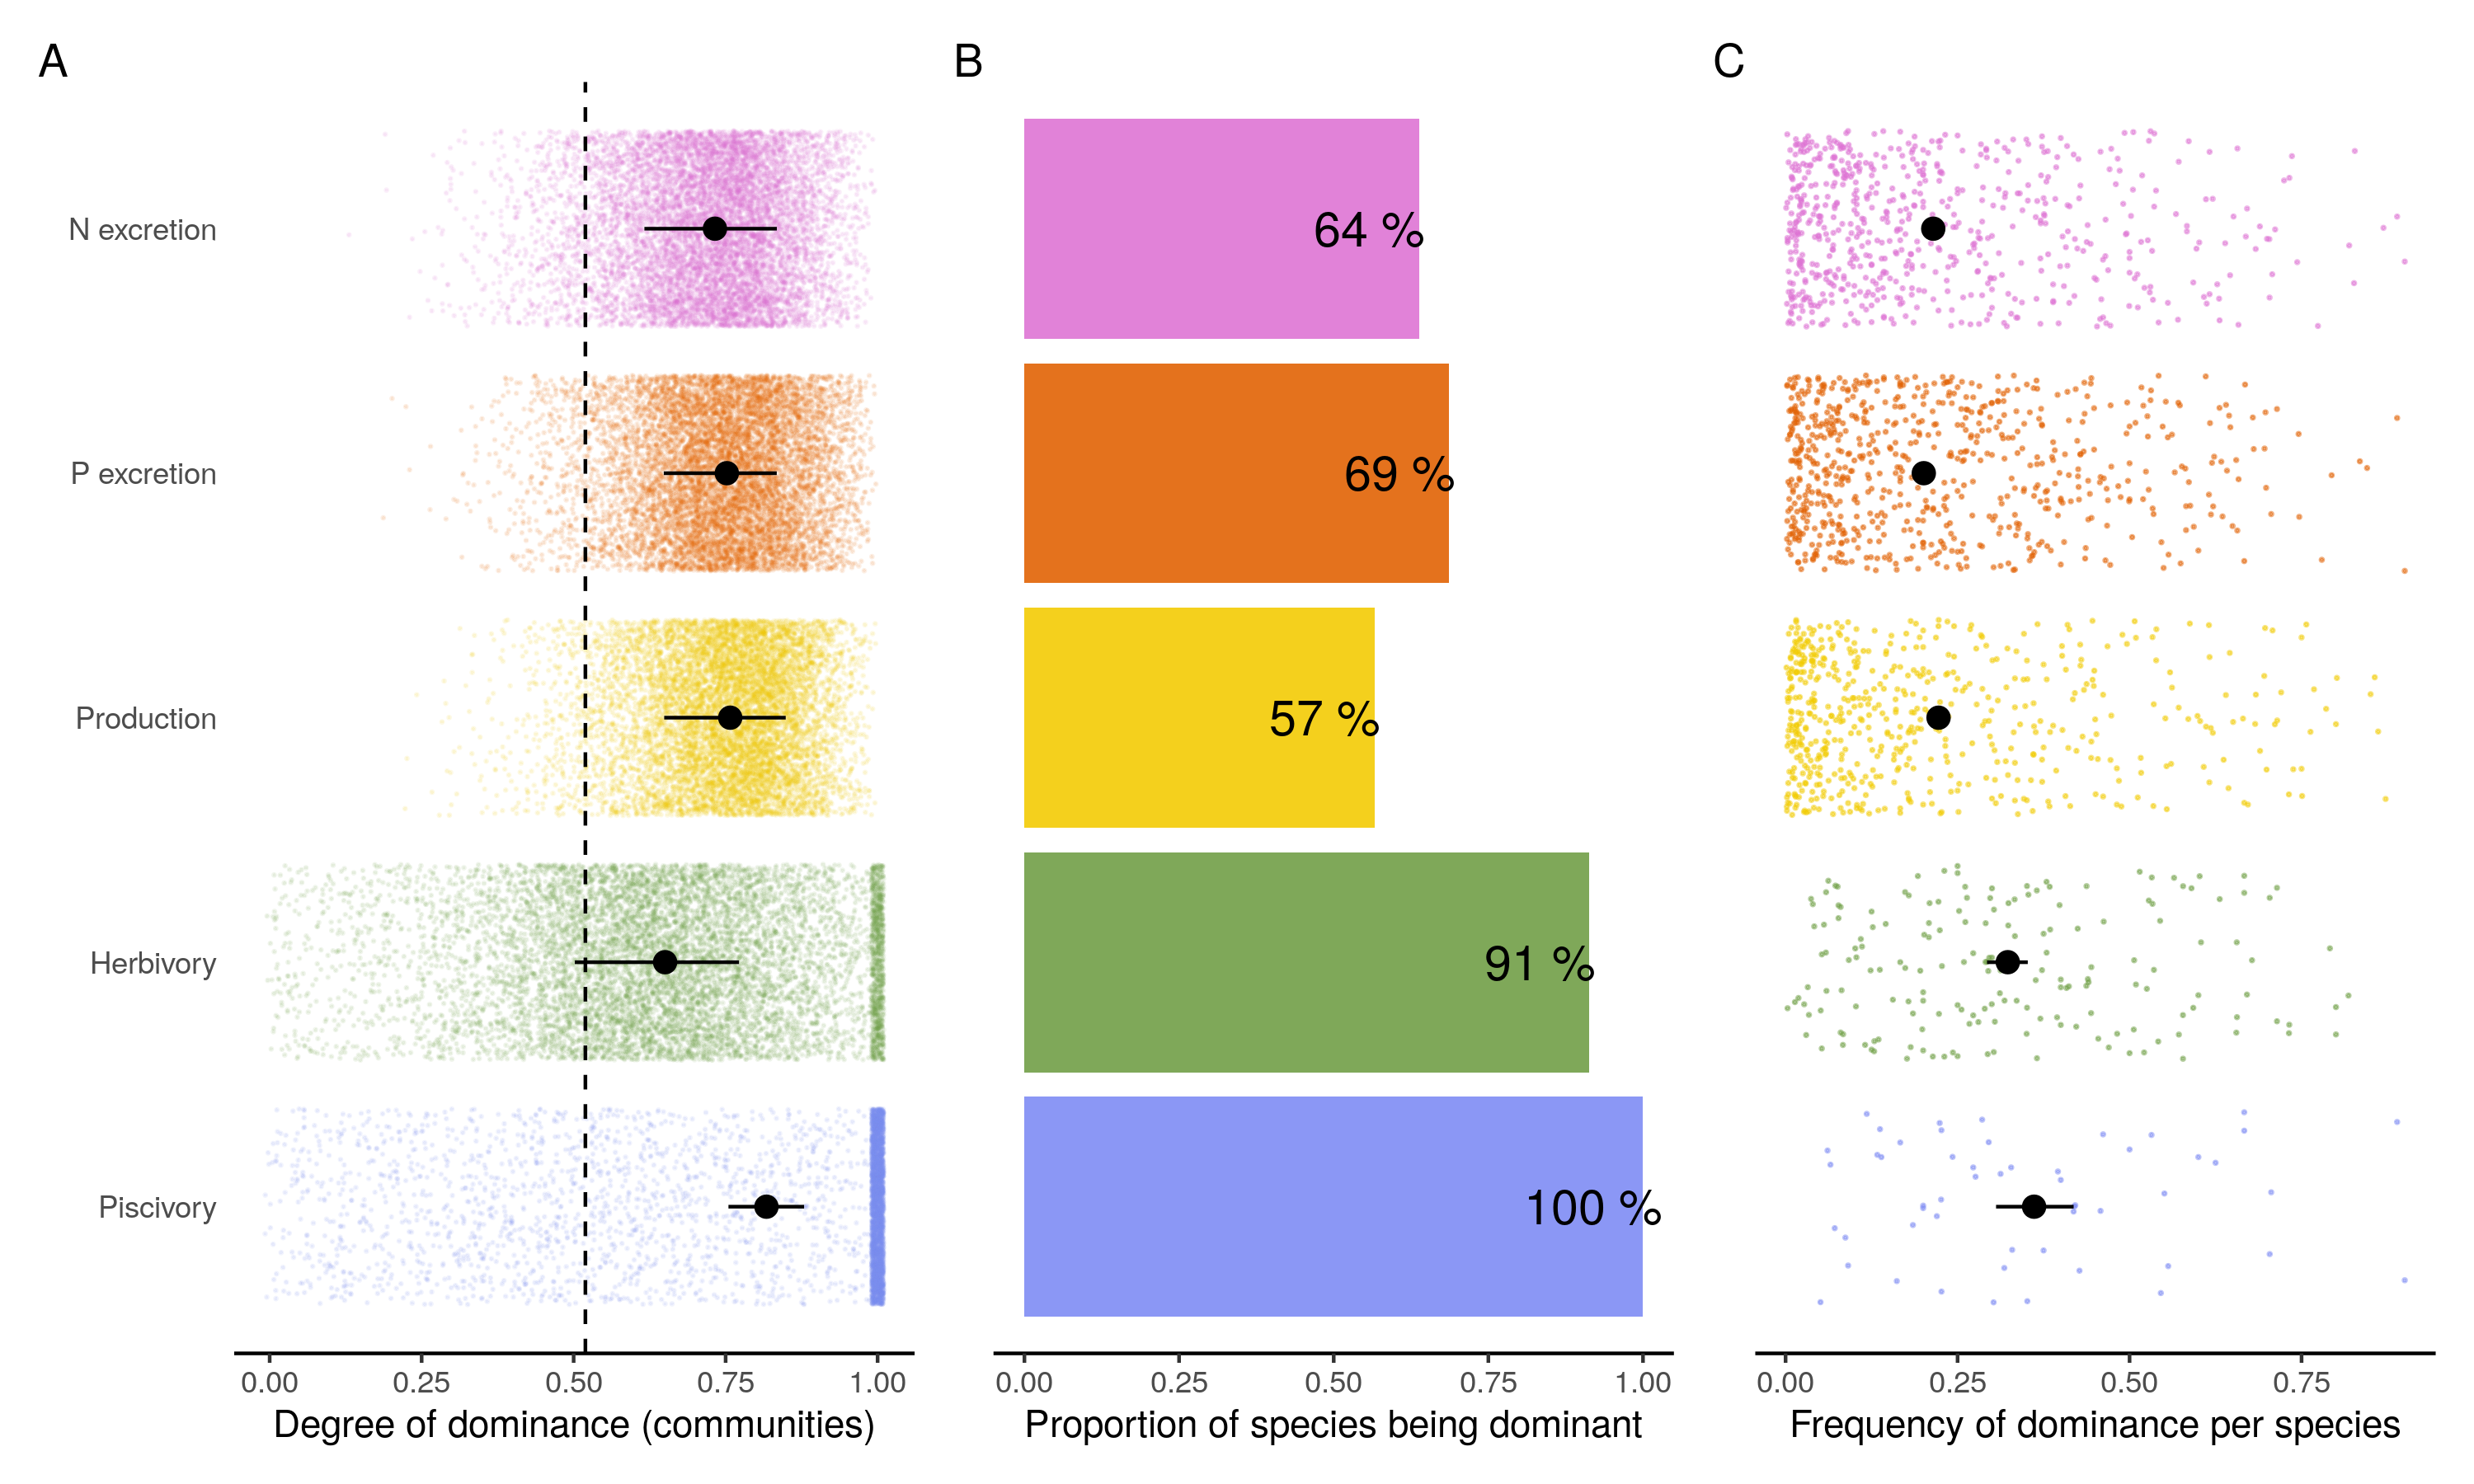 A
B
C
N excretion
P excretion
Production
Herbivory
Piscivory
64 %
69 %
57 %
91 %
100 %
0.00 0.25 0.50 0.75 1.00
Degree of dominance (communities)
0.00 0.25 0.50 0.75 1.00
Proportion of species being dominant
0.00 0.25 0.50 0.75
Frequency of dominance per species